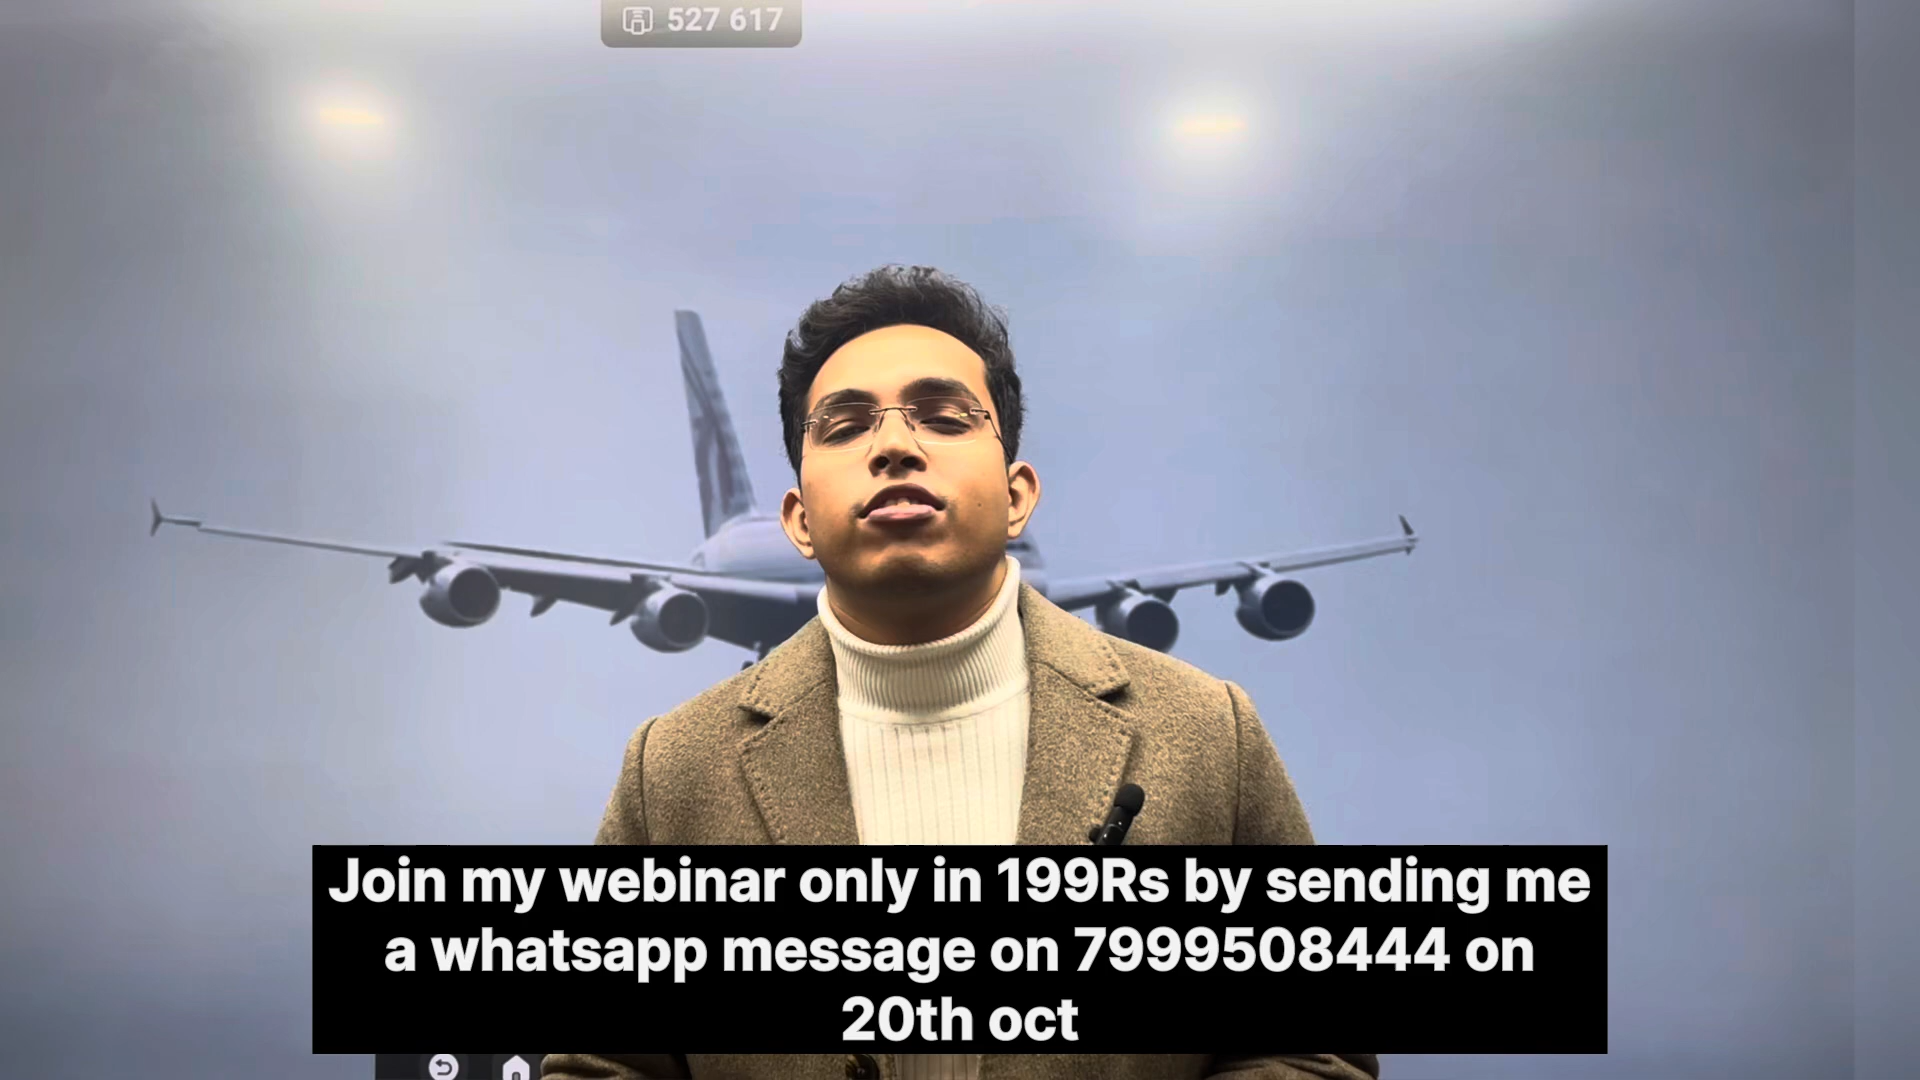 527 617
Join my webinar only in 199Rs by sending me
a whatsapp message on 7999508444 on
20th oct